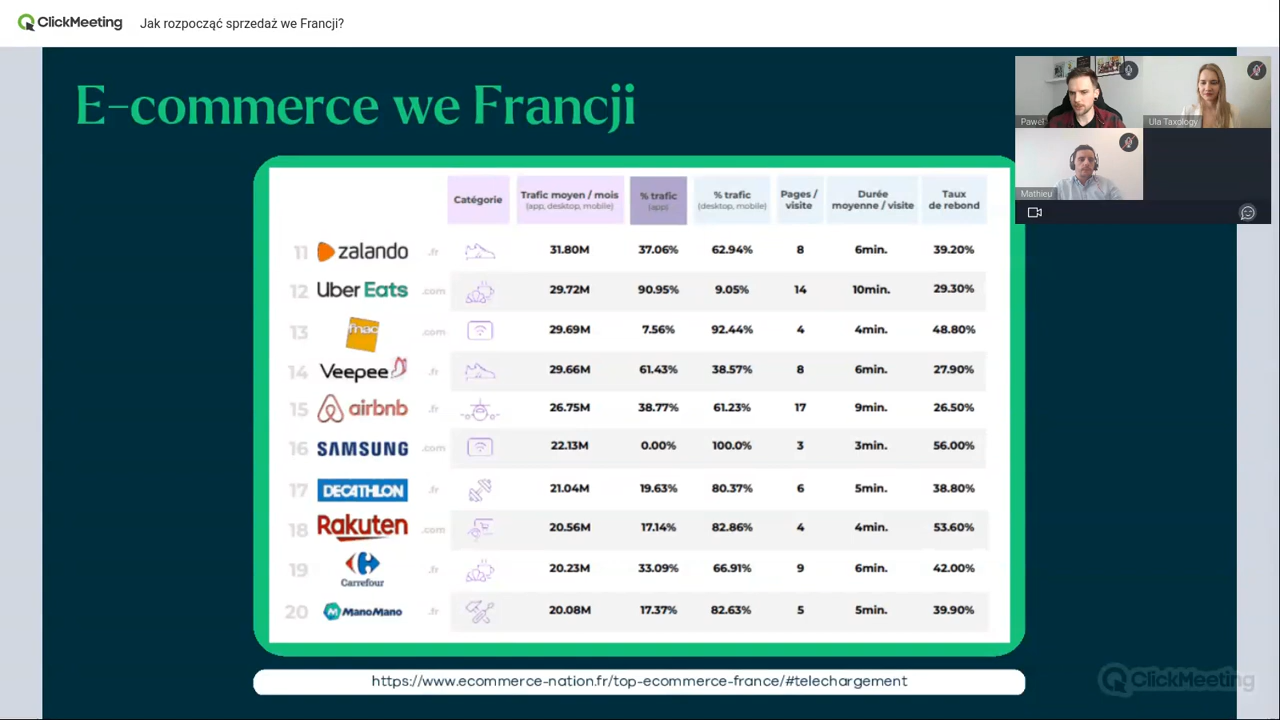 ClickMeeting Jak rozpocząć sprzedaż we Francji?
E-commerce we Francji
Paweł
Ula Taxology
Mathieu
Catégorie Trafic moyen / mois (app, desktop, mobile) % trafic (app) % trafic (desktop, mobile) Pages / visite Durée moyenne / visite Taux de rebond
11 zalando .fr 31.80M 37.06% 62.94% 8 6min. 39.20%
12 Uber Eats .com 29.72M 90.95% 9.05% 14 10min. 29.30%
13 fnac .com 29.69M 7.56% 92.44% 4 4min. 48.80%
14 Veepee .fr 29.66M 61.43% 38.57% 8 6min. 27.90%
15 airbnb .fr 26.75M 38.77% 61.23% 17 9min. 26.50%
16 SAMSUNG .com 22.13M 0.00% 100.0% 3 3min. 56.00%
17 DECATHLON .fr 21.04M 19.63% 80.37% 6 5min. 38.80%
18 Rakuten .com 20.56M 17.14% 82.86% 4 4min. 53.60%
19 Carrefour .fr 20.23M 33.09% 66.91% 9 6min. 42.00%
20 ManoMano .fr 20.08M 17.37% 82.63% 5 5min. 39.90%
https://www.ecommerce-nation.fr/top-ecommerce-france/#telechargement
ClickMeeting